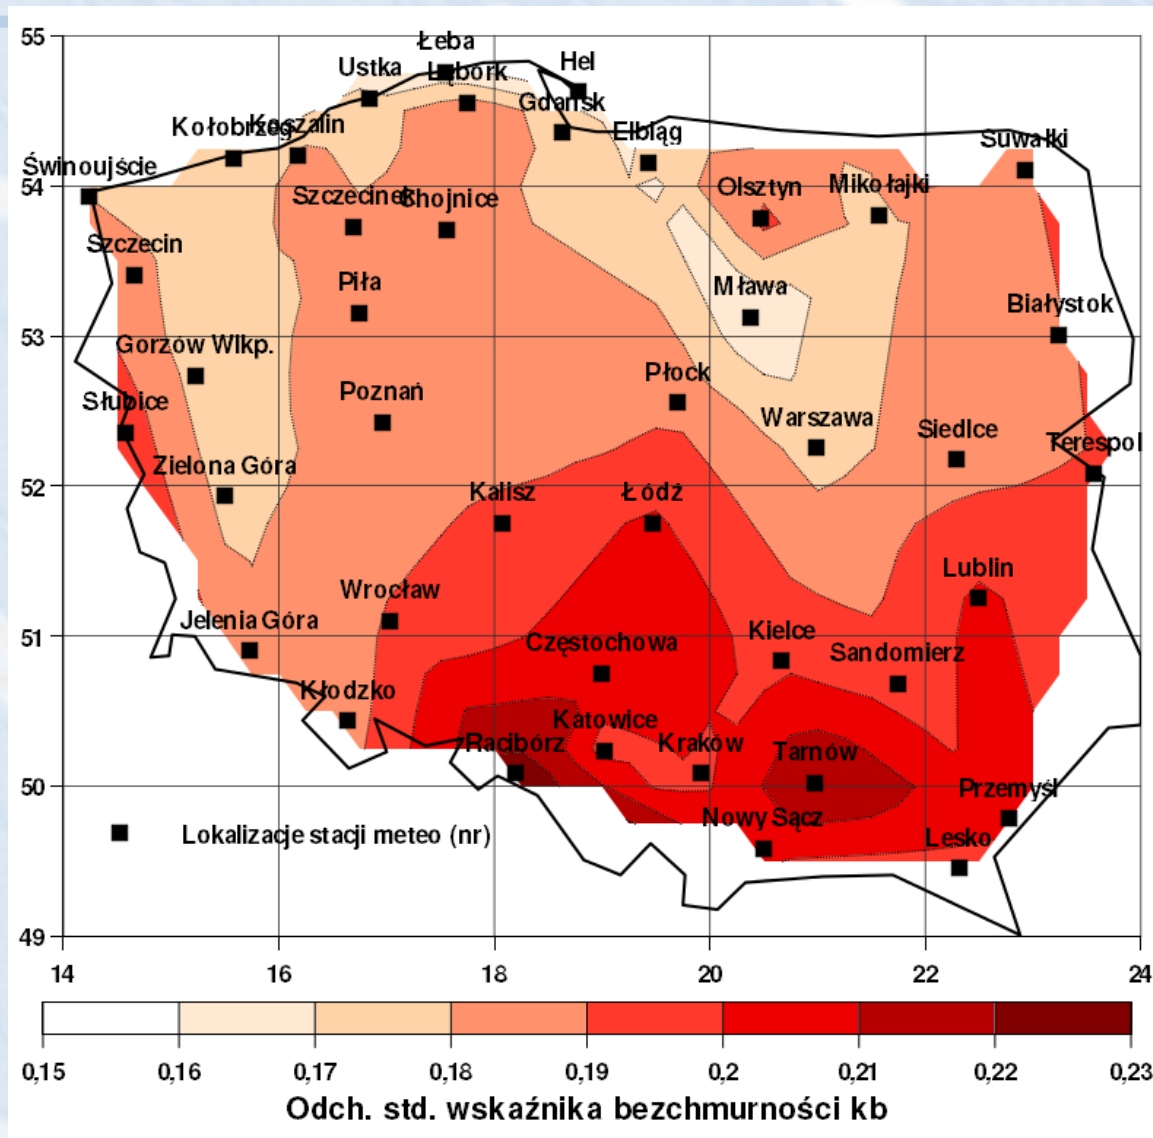 55
Łeba
Ustka
Lębork
Hel
Gdańsk
Kołobrzeg
Koszalin
Elbląg
Suwałki
Świnoujście
54
Szczecinek
Chojnice
Olsztyn
Mikołajki
Szczecin
Piła
Mława
Białystok
53
Gorzów Wlkp.
Słubice
Poznań
Płock
Warszawa
Siedlce
Terespol
Zielona Góra
52
Kalisz
Łódź
Lublin
Wrocław
51
Jelenia Góra
Częstochowa
Kielce
Sandomierz
Kłodzko
Katowice
Racibórz
Kraków
Tarnów
50
Przemyśl
Nowy Sącz
Lesko
Lokalizacje stacji meteo (nr)
49
14 16 18 20 22 24
0,15 0,16 0,17 0,18 0,19 0,2 0,21 0,22 0,23
Odch. std. wskaźnika bezchmurności kb